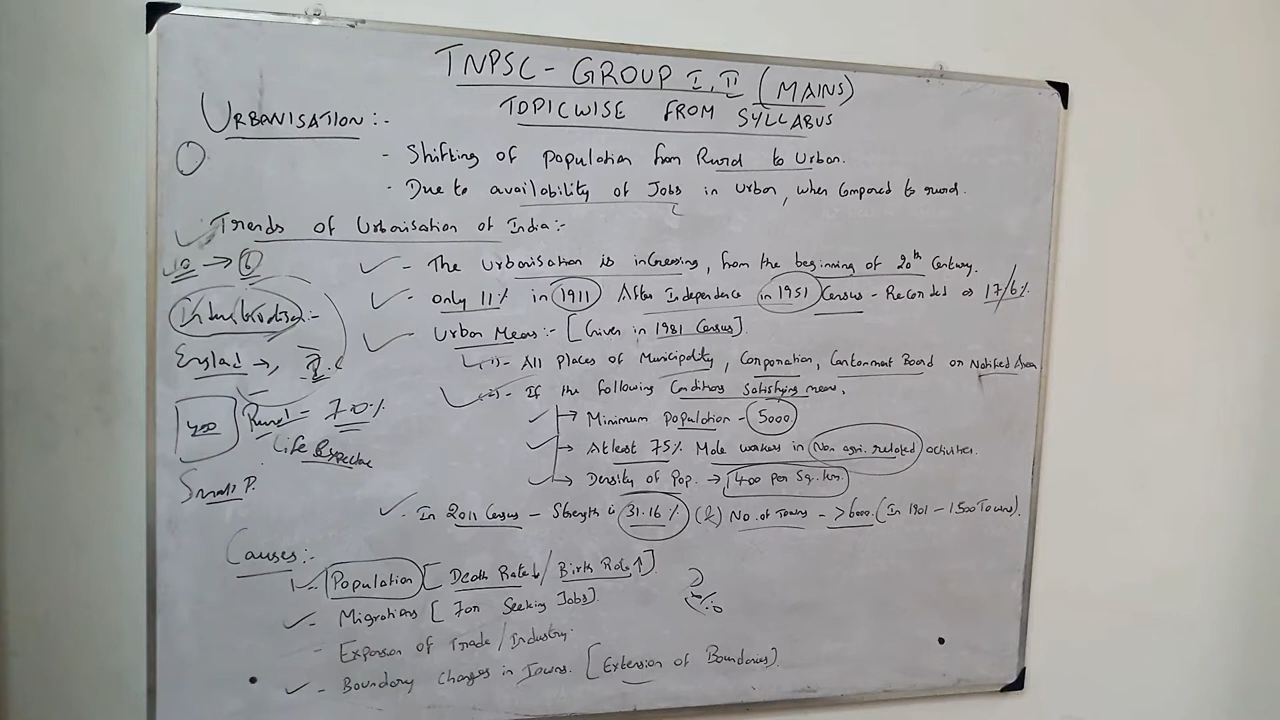 TNPSC - GROUP I, II (MAINS)
TOPICWISE FROM SYLLABUS
URBANISATION:-
- Shifting of population from Rural to Urban.
- Due to availability of Jobs in Urban, when Compared to rural.
Trends of Urbanisation of India:-
- The Urbanisation is increasing, from the beginning of 20th Century.
10 → 6
- Only 11% in 1911 After Independence in 1951 Census - Recorded as 17/6%.
- Urban Means:- [Given in 1981 Census].
England →,
(1)- All Places of Municipality, Corporation, Cantonment Board or Notified Area
(2)- If the following Conditions Satisfying means,
400 Rural = 70%
→ Minimum Population - 5000
Life
→ Atleast 75% Male workers in Non agri. related activities.
Small P.
→ Density of Pop. → 400 per Sq. km.
- In 2011 Census - Strength is 31.16% (&) No. of Towns - >6000. (In 1901 - 1500 Towns).
Causes:-
- Population [Death Rate↓/Birth Rate↑].
- Migrations [For Seeking Jobs].
- Expansion of Trade/Industry.
- Boundary Changes in Towns. [Extension of Boundaries].